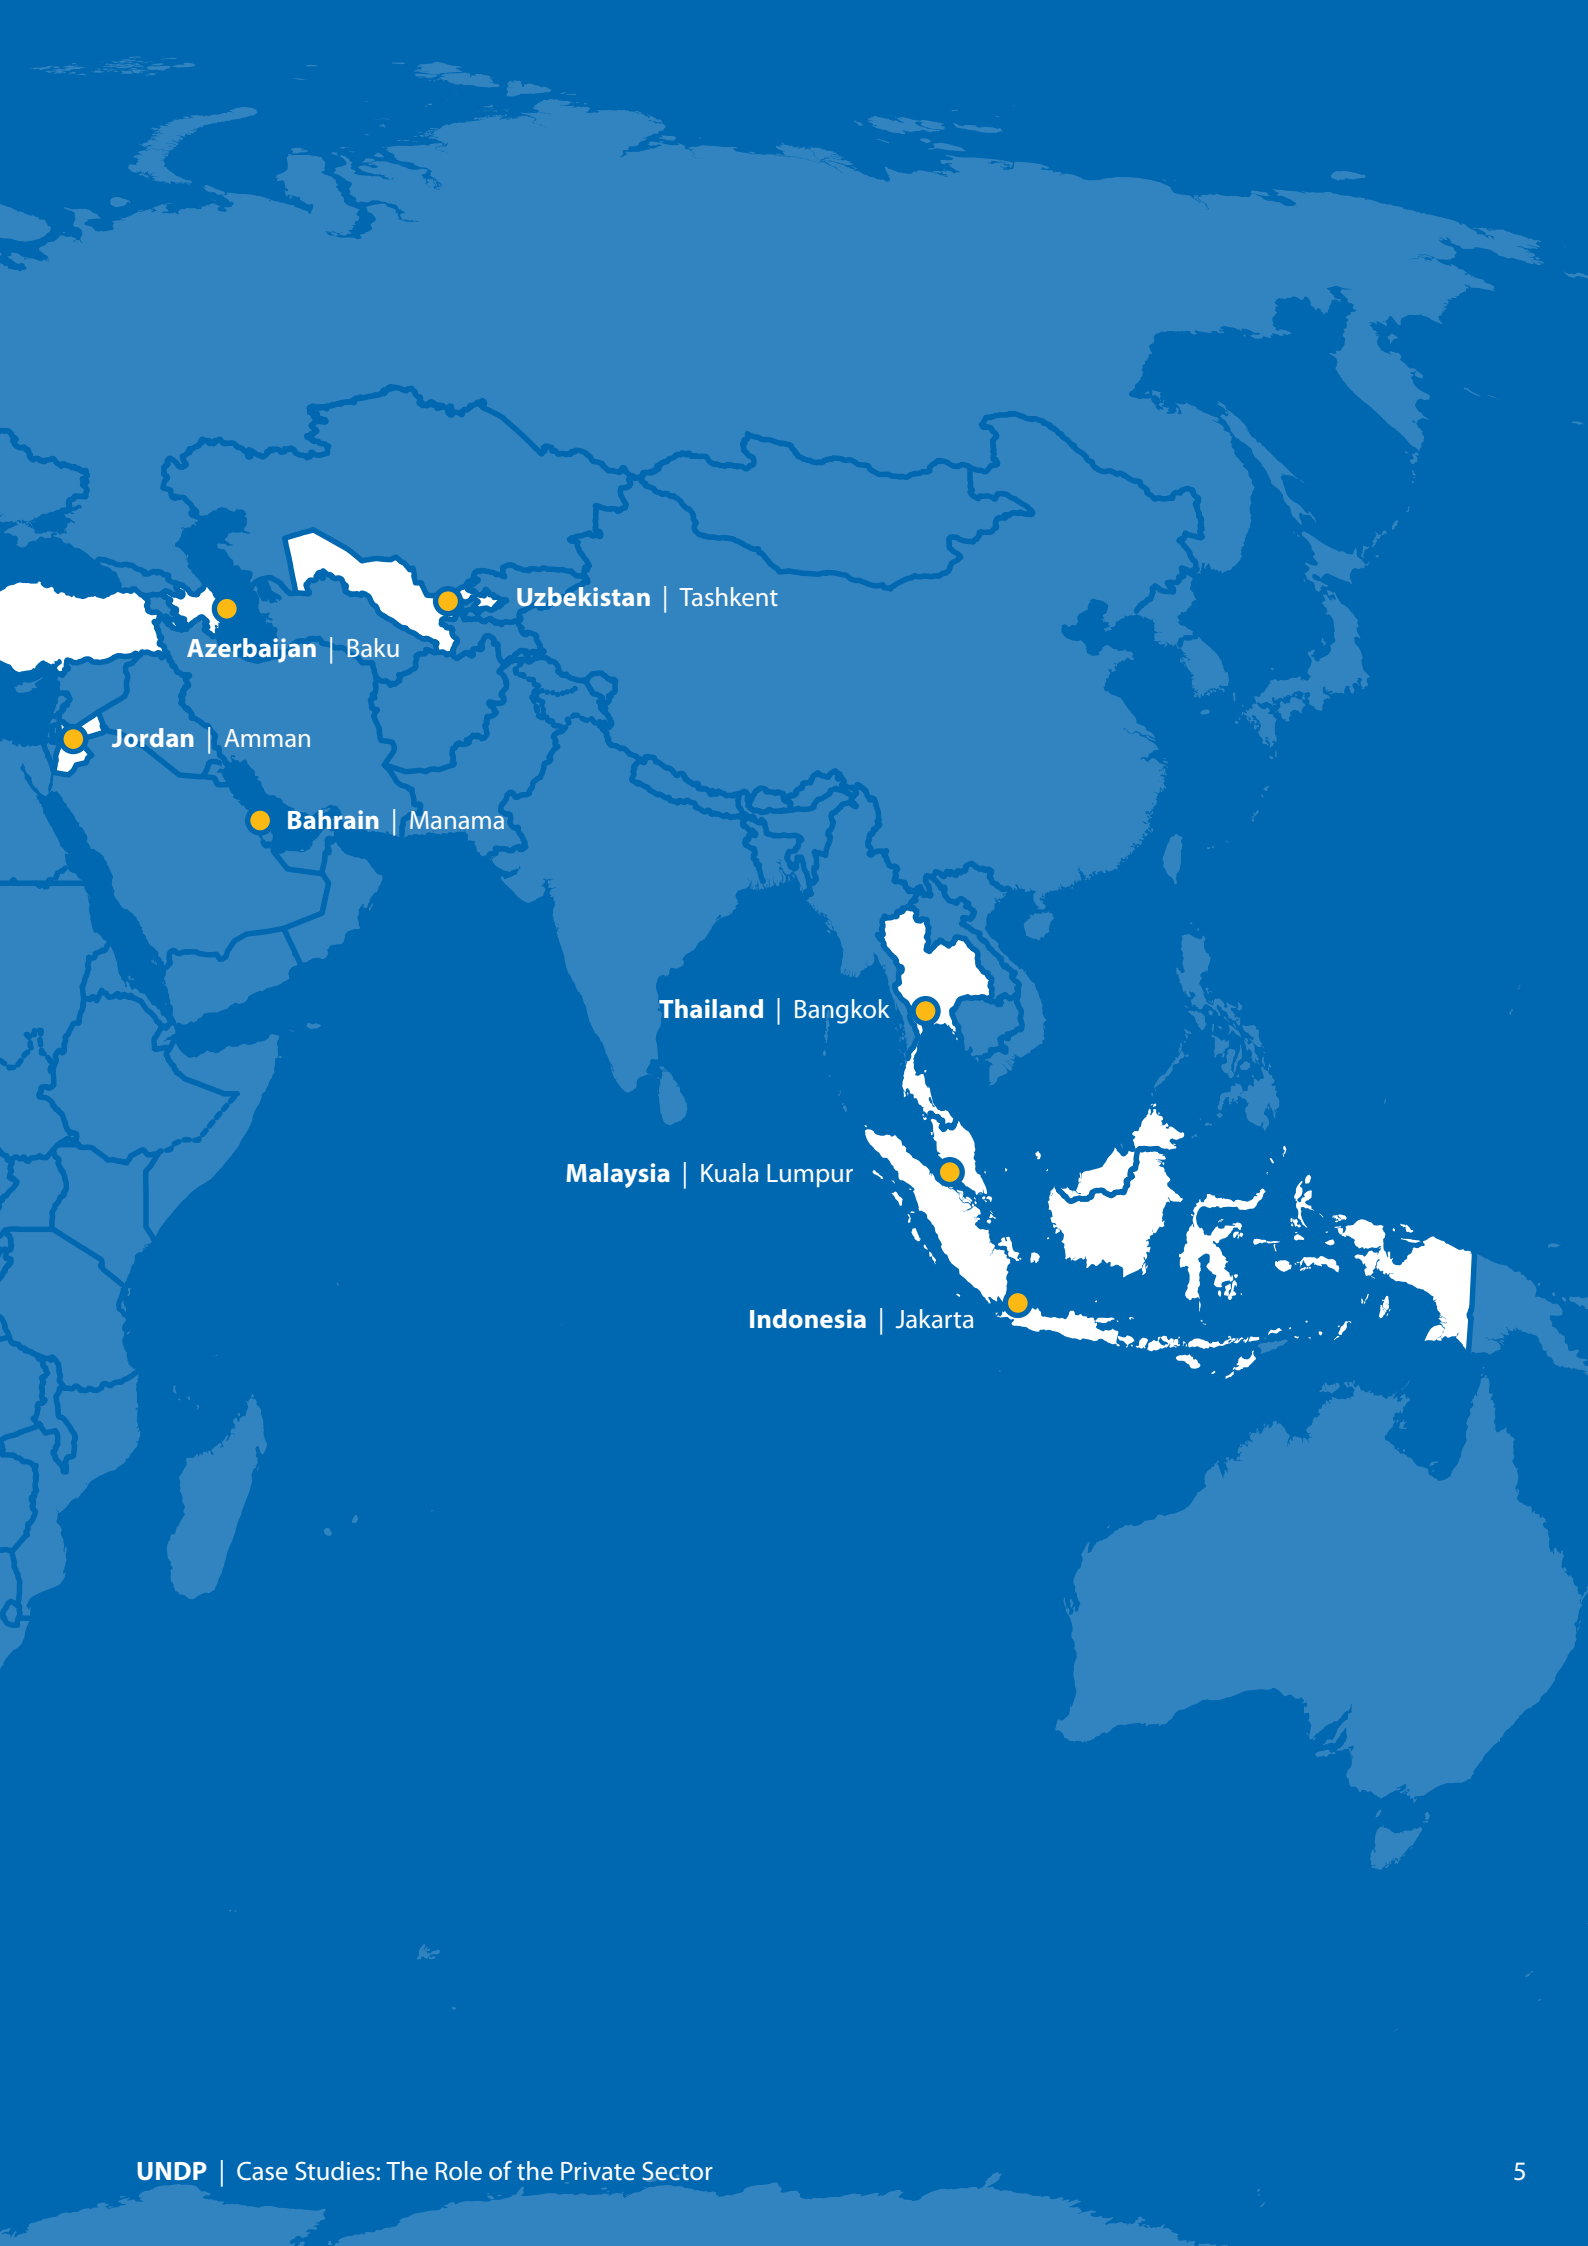 Uzbekistan | Tashkent
Azerbaijan | Baku
Jordan | Amman
Bahrain | Manama
Thailand | Bangkok
Malaysia | Kuala Lumpur
Indonesia | Jakarta
UNDP | Case Studies: The Role of the Private Sector 5